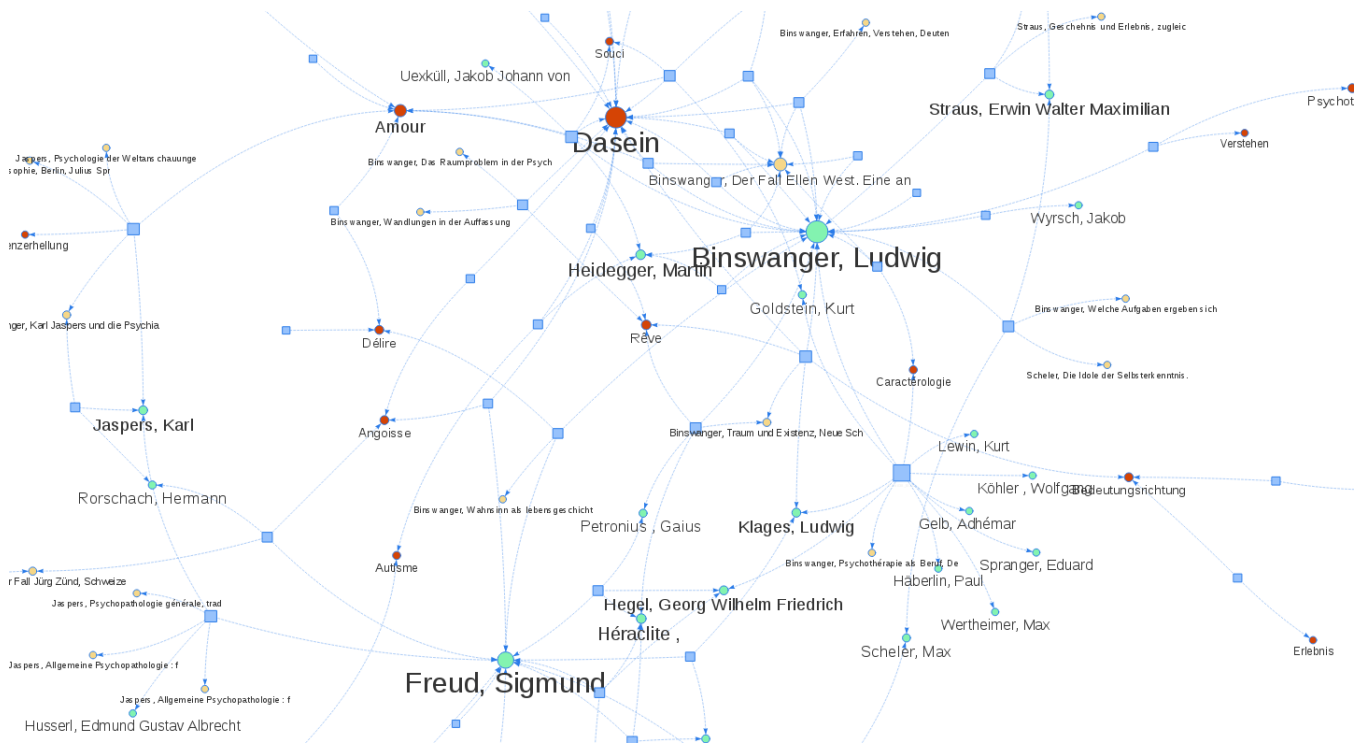 Binswanger, Erfahren, Verstehen, Deuten
Straus, Geschehnis und Erlebnis, zugleic
Souci
Uexküll, Jakob Johann von
Psychot
Straus, Erwin Walter Maximilian
Amour
Dasein
Verstehen
Jaspers, Psychologie der Weltanschauunge
sophie, Berlin, Julius Spr
Binswanger, Das Raumproblem in der Psych
Binswanger, Der Fall Ellen West. Eine an
Binswanger, Wandlungen in der Auffassung
Wyrsch, Jakob
enzerhellung
Heidegger, Martin
Binswanger, Ludwig
Goldstein, Kurt
Binswanger, Welche Aufgaben ergeben sich
nger, Karl Jaspers und die Psychia
Délire
Rêve
Caractérologie
Scheler, Die Idole der Selbsterkenntnis.
Jaspers, Karl
Angoisse
Binswanger, Traum und Existenz, Neue Sch
Lewin, Kurt
Rorschach, Hermann
Köhler , Wolfgang
Bedeutungsrichtung
Binswanger, Wahnsinn als lebensgeschicht
Petronius , Gaius
Klages, Ludwig
Gelb, Adhémar
Autisme
Binswanger, Psychothérapie als Beruf, De
Spranger, Eduard
r Fall Jürg Zünd, Schweize
Häberlin, Paul
Jaspers, Psychopathologie générale, trad
Hegel, Georg Wilhelm Friedrich
Wertheimer, Max
Héraclite ,
Scheler, Max
Erlebnis
Jaspers, Allgemeine Psychopathologie : f
Freud, Sigmund
Jaspers, Allgemeine Psychopathologie : f
Husserl, Edmund Gustav Albrecht